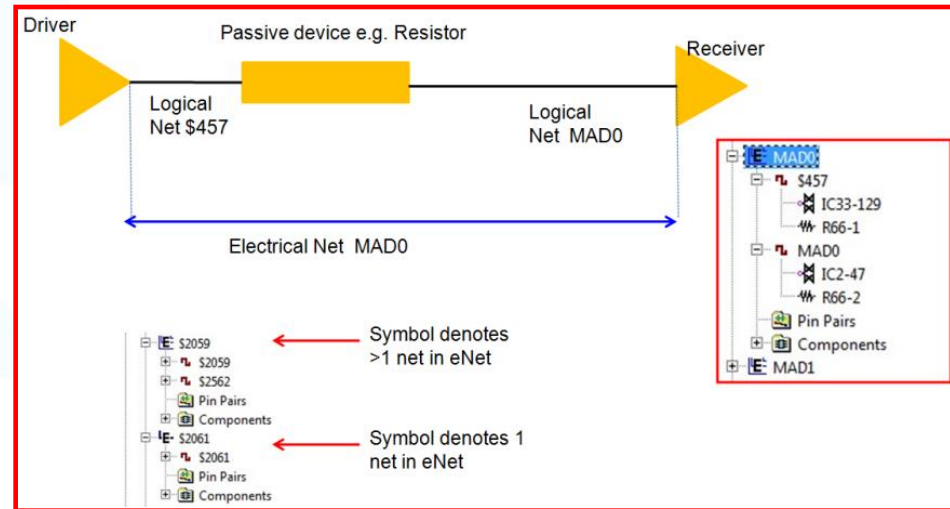 Driver
Passive device e.g. Resistor
Receiver
Logical
Net $457
Logical
Net MAD0
Electrical Net MAD0
MAD0
$457
IC33-129
R66-1
MAD0
IC2-47
R66-2
Pin Pairs
Components
MAD1
$2059
$2059
$2562
Pin Pairs
Components
$2061
$2061
Pin Pairs
Components
Symbol denotes
>1 net in eNet
Symbol denotes 1
net in eNet